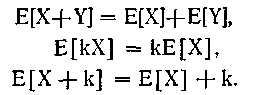 E[X+Y] = E[X]+E[Y],
E[kX] = kE[X],
E[X + k] = E[X] + k.